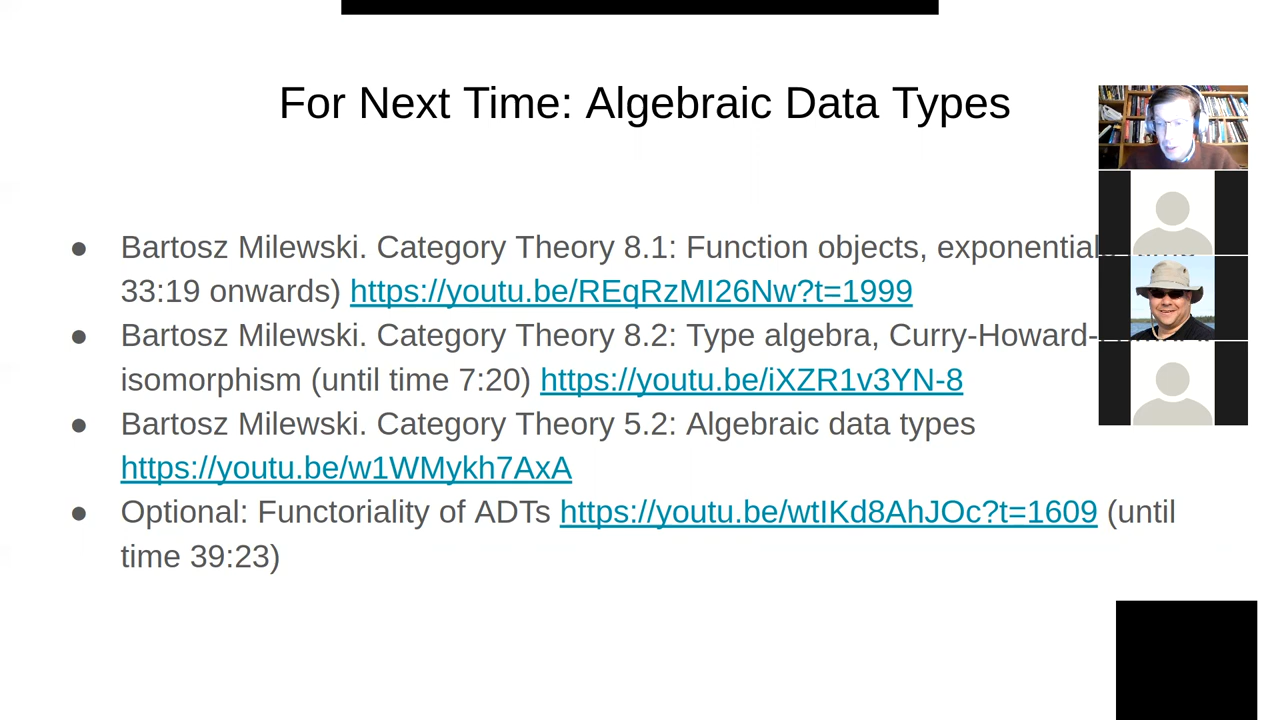 For Next Time: Algebraic Data Types
● Bartosz Milewski. Category Theory 8.1: Function objects, exponential
33:19 onwards) https://youtu.be/REqRzMI26Nw?t=1999
● Bartosz Milewski. Category Theory 8.2: Type algebra, Curry-Howard-
isomorphism (until time 7:20) https://youtu.be/iXZR1v3YN-8
● Bartosz Milewski. Category Theory 5.2: Algebraic data types
https://youtu.be/w1WMykh7AxA
● Optional: Functoriality of ADTs https://youtu.be/wtIKd8AhJOc?t=1609 (until
time 39:23)